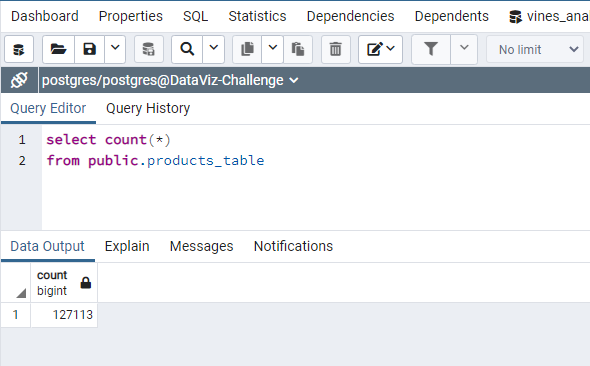 Dashboard Properties SQL Statistics Dependencies Dependents vines_anal
No limit
postgres/postgres@DataViz-Challenge
Query Editor Query History
1 select count(*)
2 from public.products_table
Data Output Explain Messages Notifications
count
bigint
1 127113